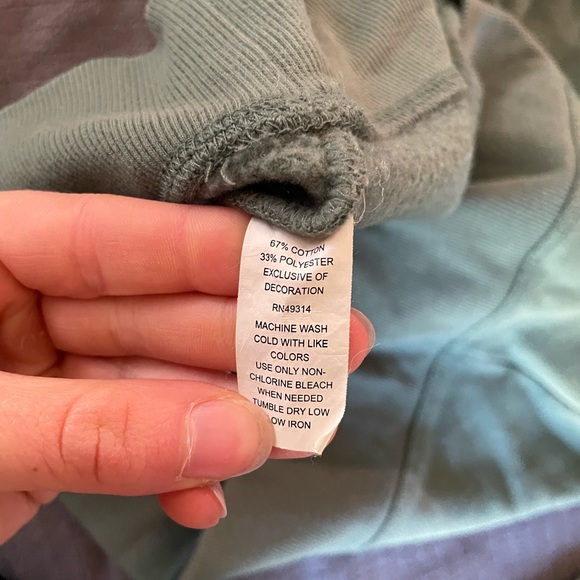 67% COTTON
33% POLYESTER
EXCLUSIVE OF
DECORATION
RN49314
MACHINE WASH
COLD WITH LIKE
COLORS
USE ONLY NON-
CHLORINE BLEACH
WHEN NEEDED
TUMBLE DRY LOW
LOW IRON